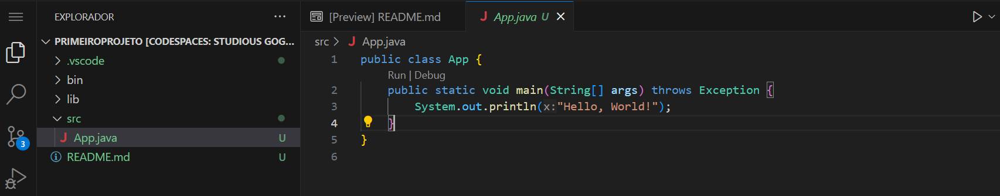 EXPLORADOR ···
PRIMEIROPROJETO [CODESPACES: STUDIOUS GOG...
.vscode
bin
lib
src
J App.java U
README.md U
3
[Preview] README.md
J App.java U
src > J App.java
1 public class App {
Run | Debug
2 public static void main(String[] args) throws Exception {
3 System.out.println(x:"Hello, World!");
4 }
5 }
6